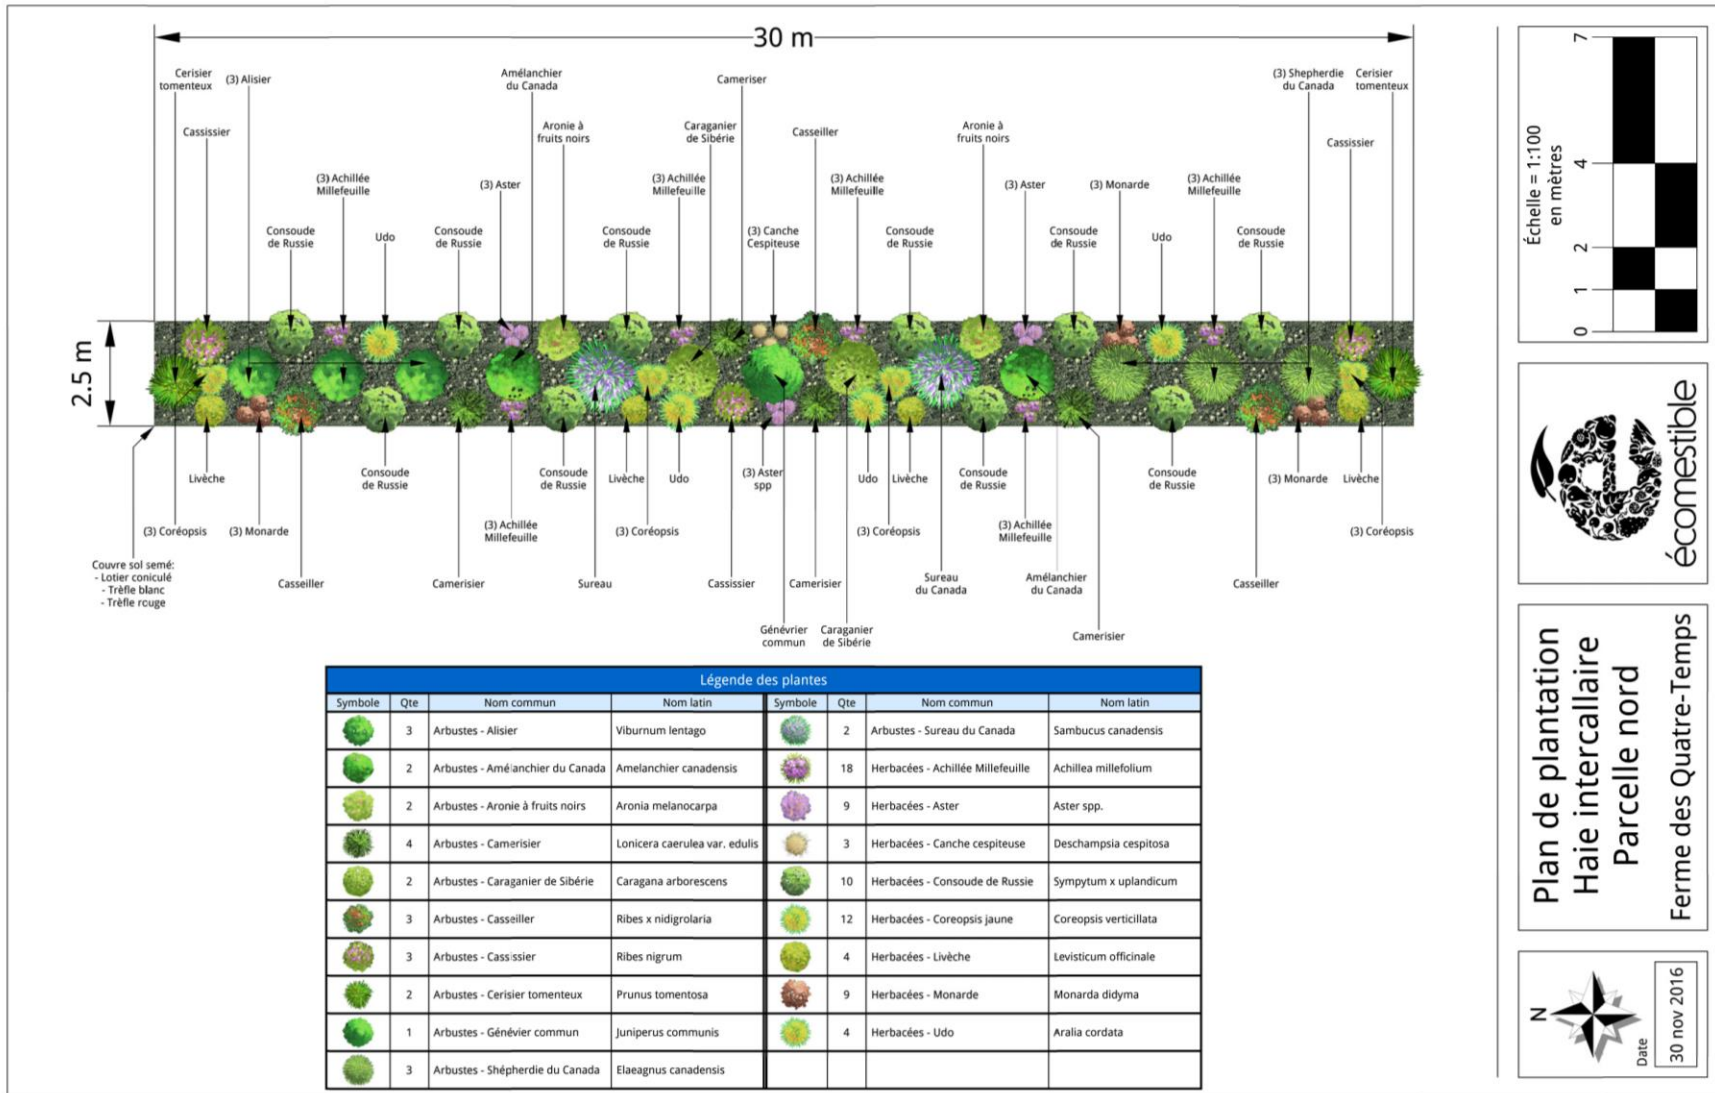 30 m
Cerisier
tomenteux
(3) Alisier
Amélanchier
du Canada
Cameriser
(3) Shepherdie
du Canada
Cerisier
tomenteux
Cassissier
Aronie à
fruits noirs
Caraganier
de Sibérie
Casseiller
Aronie à
fruits noirs
Cassissier
(3) Achillée
Millefeuille
(3) Aster
(3) Achillée
Millefeuille
(3) Achillée
Millefeuille
(3) Aster
(3) Monarde
(3) Achillée
Millefeuille
Consoude
de Russie
Udo
Consoude
de Russie
Consoude
de Russie
(3) Canche
Cespiteuse
Consoude
de Russie
Consoude
de Russie
Udo
Consoude
de Russie
2.5 m
Livèche
Consoude
de Russie
Consoude
de Russie
Livèche
Udo
(3) Aster
spp
Udo
Livèche
Consoude
de Russie
Consoude
de Russie
(3) Monarde
Livèche
(3) Coréopsis
(3) Monarde
(3) Achillée
Millefeuille
(3) Coréopsis
(3) Coréopsis
(3) Achillée
Millefeuille
(3) Coréopsis
Couvre sol semé:
- Lotier coniculé
- Trèfle blanc
- Trèfle rouge
Casseiller
Camerisier
Sureau
Cassissier
Camerisier
Sureau
du Canada
Amélanchier
du Canada
Casseiller
Génévrier
commun
Caraganier
de Sibérie
Camerisier
Légende des plantes
Symbole Qte Nom commun Nom latin Symbole Qte Nom commun Nom latin
3 Arbustes - Alisier Viburnum lentago 2 Arbustes - Sureau du Canada Sambucus canadensis
2 Arbustes - Amélanchier du Canada Amelanchier canadensis 18 Herbacées - Achillée Millefeuille Achillea millefolium
2 Arbustes - Aronie à fruits noirs Aronia melanocarpa 9 Herbacées - Aster Aster spp.
4 Arbustes - Camerisier Lonicera caerulea var. edulis 3 Herbacées - Canche cespiteuse Deschampsia cespitosa
2 Arbustes - Caraganier de Sibérie Caragana arborescens 10 Herbacées - Consoude de Russie Sympytum x uplandicum
3 Arbustes - Casseiller Ribes x nidigrolaria 12 Herbacées - Coreopsis jaune Coreopsis verticillata
3 Arbustes - Cassissier Ribes nigrum 4 Herbacées - Livèche Levisticum officinale
2 Arbustes - Cerisier tomenteux Prunus tomentosa 9 Herbacées - Monarde Monarda didyma
1 Arbustes - Génévier commun Juniperus communis 4 Herbacées - Udo Aralia cordata
3 Arbustes - Shépherdie du Canada Elaeagnus canadensis
Échelle = 1:100
en mètres
0 1 2 4 7
écomestible
Plan de plantation
Haie intercallaire
Parcelle nord
Ferme des Quatre-Temps
N
Date
30 nov 2016